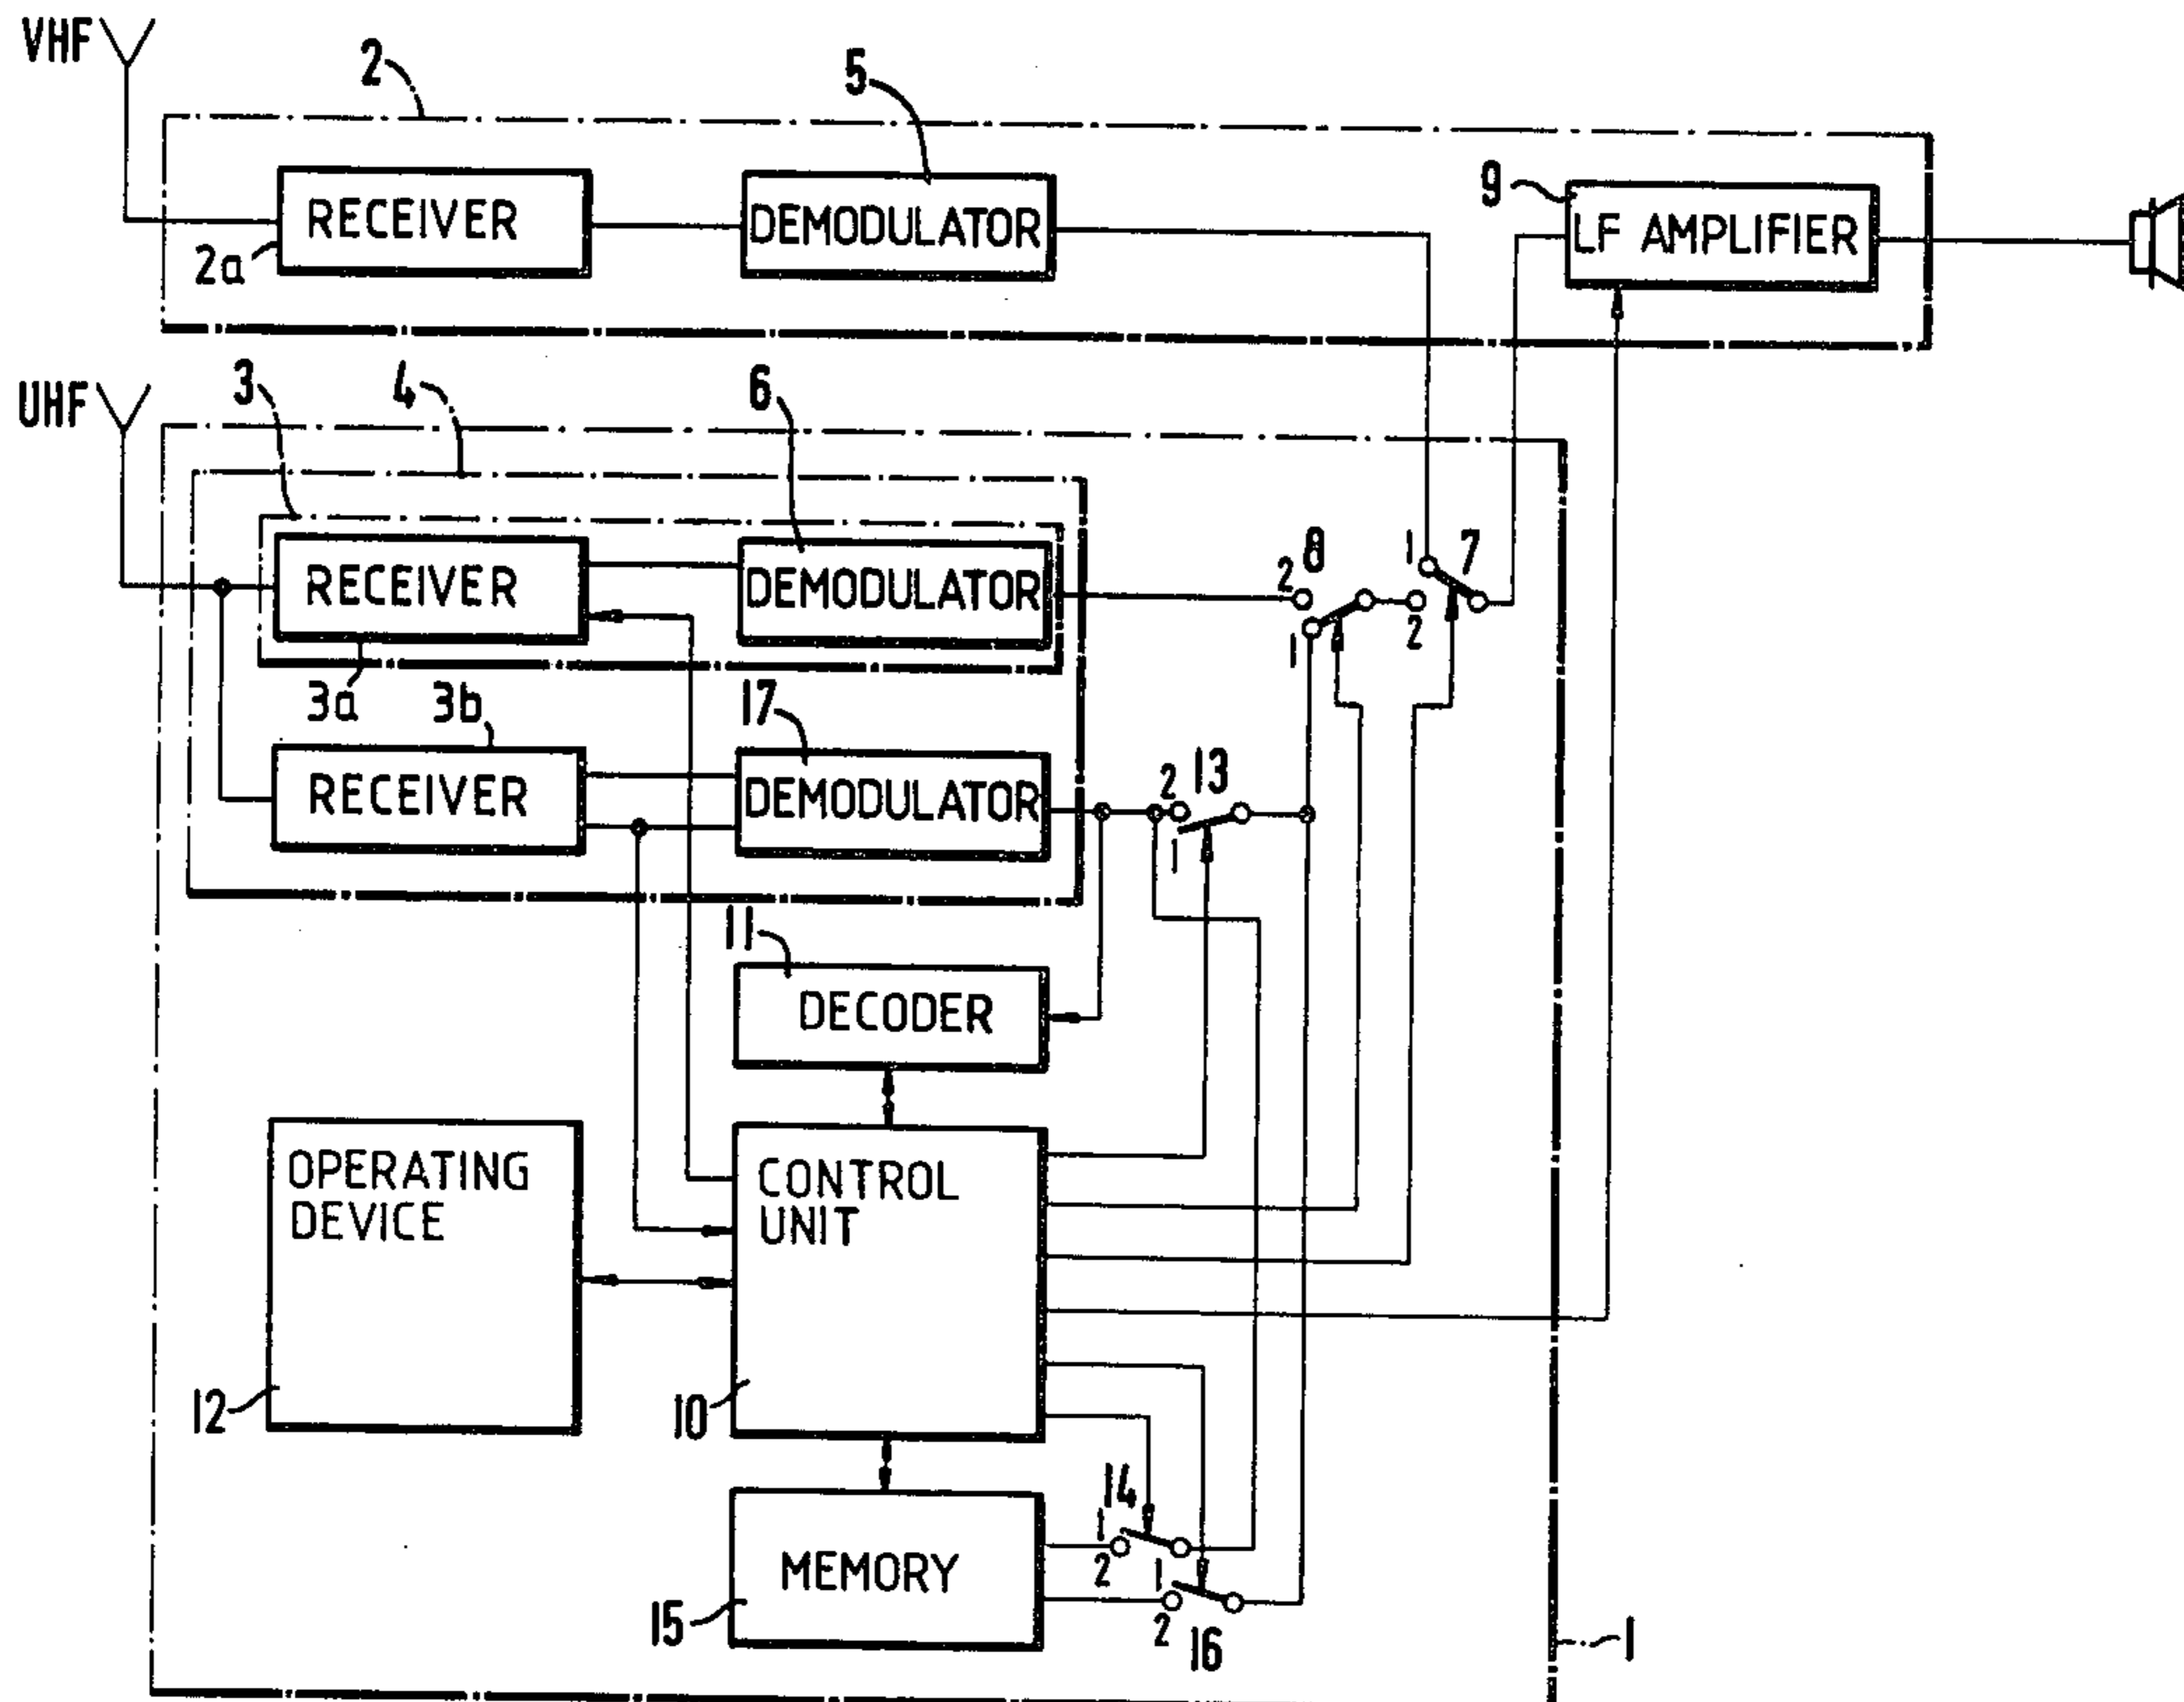 VHF
2
5
9
RECEIVER
DEMODULATOR
LF AMPLIFIER
2a
UHF
3
4
6
RECEIVER
DEMODULATOR
2
8
1
7
1
2
3a
3b
17
RECEIVER
DEMODULATOR
2
13
1
11
DECODER
OPERATING
DEVICE
CONTROL
UNIT
12
10
14
1
2
MEMORY
1
15
2
16
1